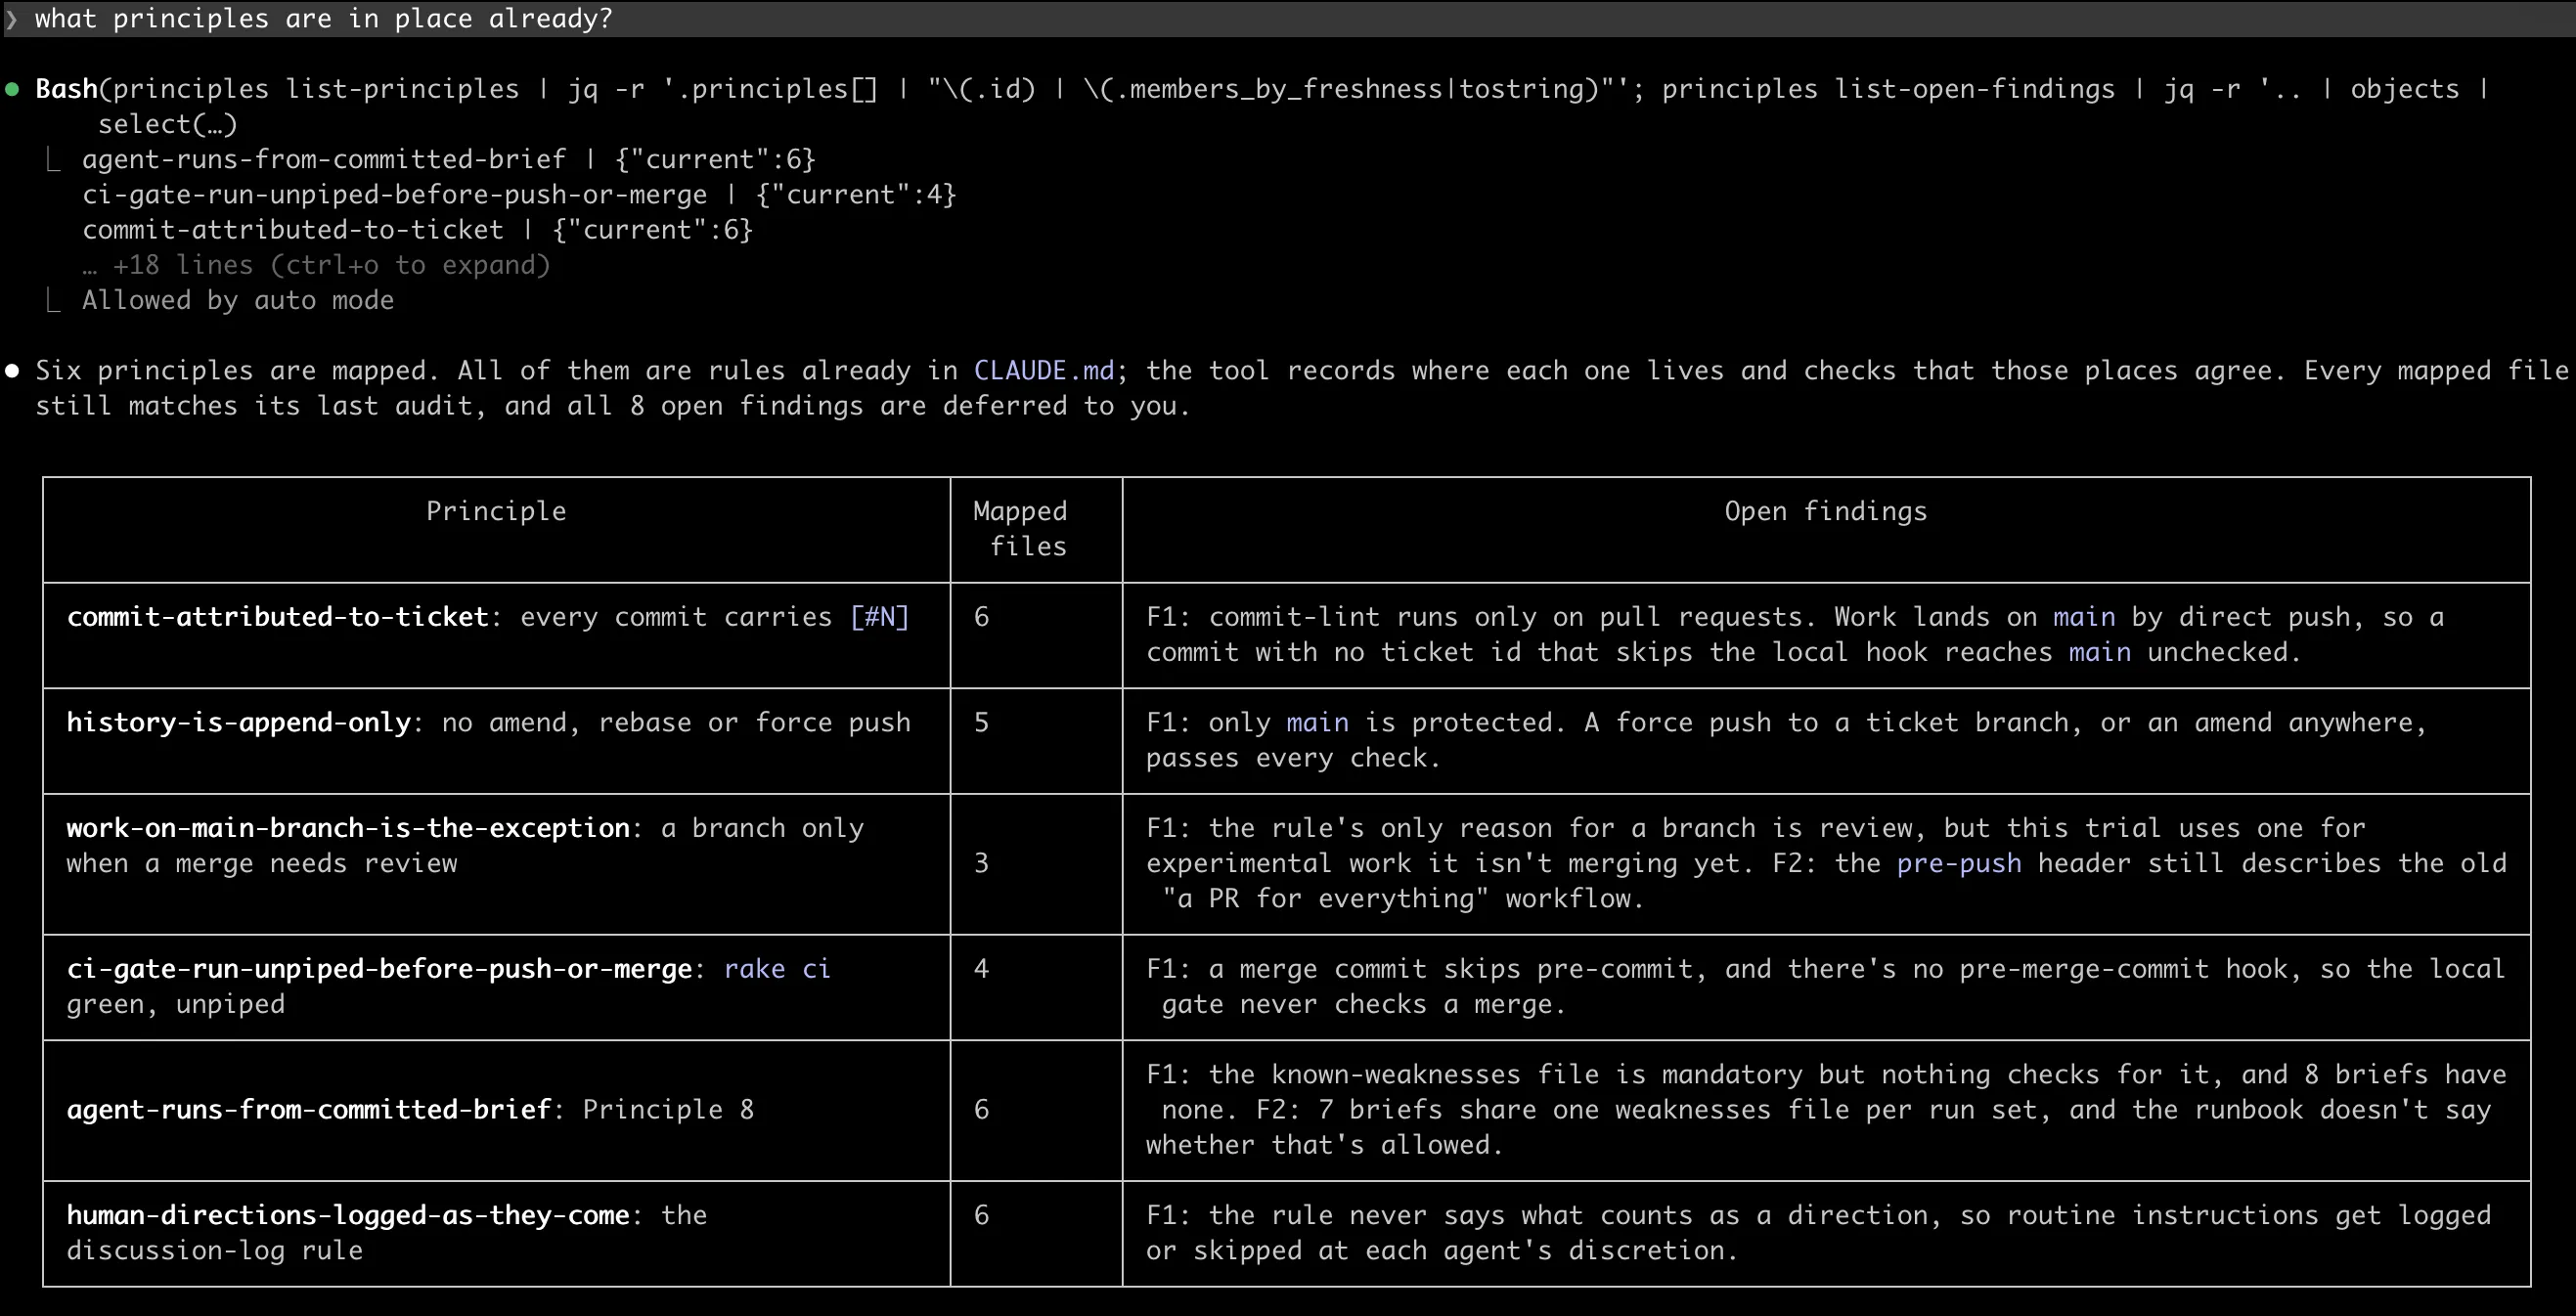 ❯ what principles are in place already?
● Bash(principles list-principles | jq -r '.principles[] | "\(.id) | \(.members_by_freshness|tostring)"'; principles list-open-findings | jq -r '.. | objects |
select(…)
⎿ agent-runs-from-committed-brief | {"current":6}
ci-gate-run-unpiped-before-push-or-merge | {"current":4}
commit-attributed-to-ticket | {"current":6}
… +18 lines (ctrl+o to expand)
⎿ Allowed by auto mode
● Six principles are mapped. All of them are rules already in CLAUDE.md; the tool records where each one lives and checks that those places agree. Every mapped file
still matches its last audit, and all 8 open findings are deferred to you.
Principle
Mapped
files
Open findings
commit-attributed-to-ticket: every commit carries [#N]
6
F1: commit-lint runs only on pull requests. Work lands on main by direct push, so a
commit with no ticket id that skips the local hook reaches main unchecked.
history-is-append-only: no amend, rebase or force push
5
F1: only main is protected. A force push to a ticket branch, or an amend anywhere,
passes every check.
work-on-main-branch-is-the-exception: a branch only
when a merge needs review
3
F1: the rule's only reason for a branch is review, but this trial uses one for
experimental work it isn't merging yet. F2: the pre-push header still describes the old
"a PR for everything" workflow.
ci-gate-run-unpiped-before-push-or-merge: rake ci
green, unpiped
4
F1: a merge commit skips pre-commit, and there's no pre-merge-commit hook, so the local
gate never checks a merge.
agent-runs-from-committed-brief: Principle 8
6
F1: the known-weaknesses file is mandatory but nothing checks for it, and 8 briefs have
none. F2: 7 briefs share one weaknesses file per run set, and the runbook doesn't say
whether that's allowed.
human-directions-logged-as-they-come: the
discussion-log rule
6
F1: the rule never says what counts as a direction, so routine instructions get logged
or skipped at each agent's discretion.